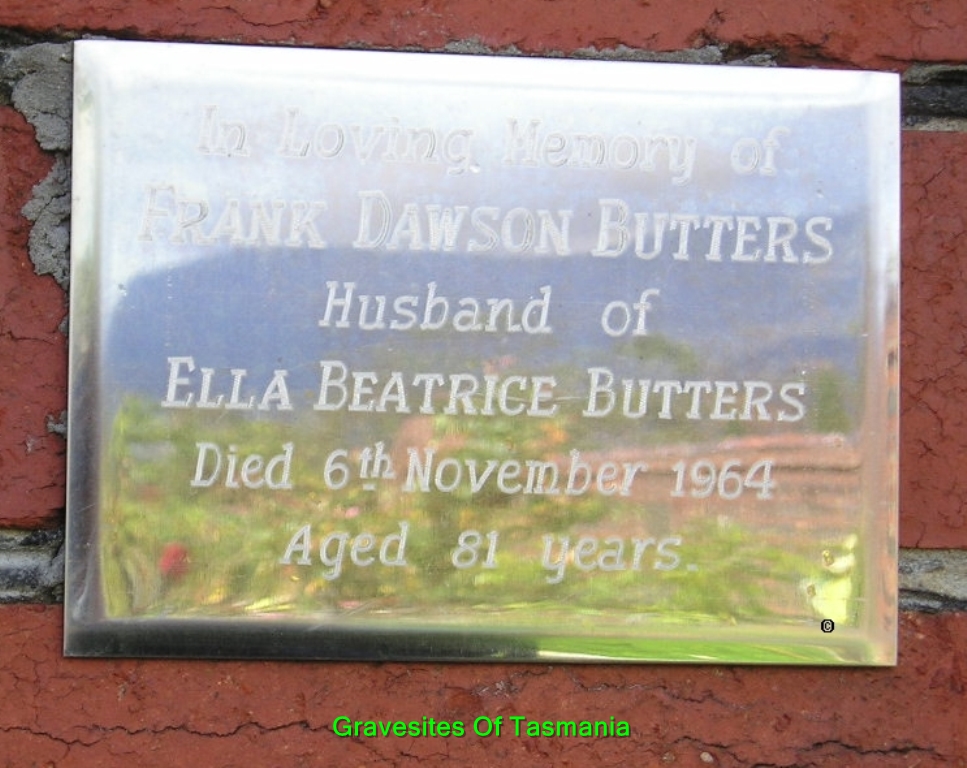 In Loving Memory of
FRANK DAWSON BUTTERS
Husband of
ELLA BEATRICE BUTTERS
Died 6th November 1964
Aged 81 years.
©
Gravesites Of Tasmania